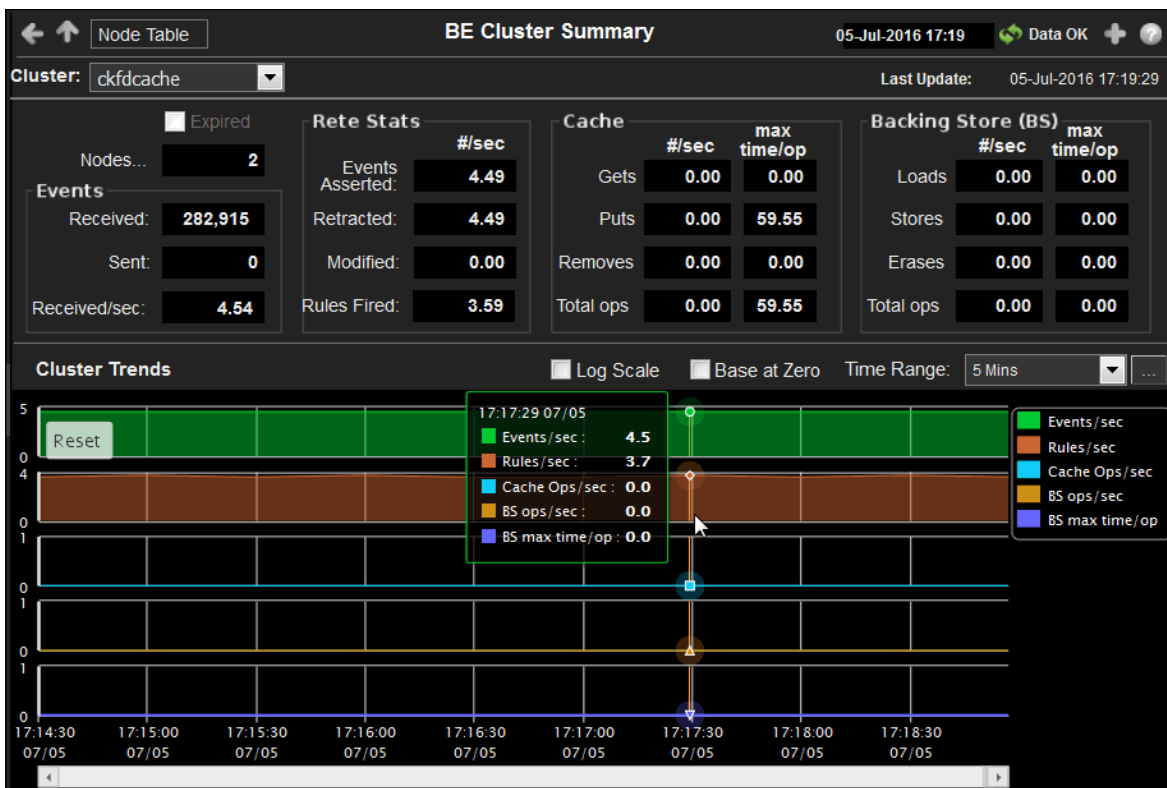 Node Table BE Cluster Summary 05-Jul-2016 17:19 Data OK
Cluster: ckfdcache Last Update: 05-Jul-2016 17:19:29
Expired
Nodes... 2
Events
Received: 282,915
Sent: 0
Received/sec: 4.54
Rete Stats
#/sec
Events
Asserted: 4.49
Retracted: 4.49
Modified: 0.00
Rules Fired: 3.59
Cache
#/sec max
time/op
Gets 0.00 0.00
Puts 0.00 59.55
Removes 0.00 0.00
Total ops 0.00 59.55
Backing Store (BS)
#/sec max
time/op
Loads 0.00 0.00
Stores 0.00 0.00
Erases 0.00 0.00
Total ops 0.00 0.00
Cluster Trends Log Scale Base at Zero Time Range: 5 Mins ...
5
0
4
0
1
0
1
0
1
0
Reset
17:17:29 07/05
Events/sec : 4.5
Rules/sec : 3.7
Cache Ops/sec : 0.0
BS ops/sec : 0.0
BS max time/op : 0.0
Events/sec
Rules/sec
Cache Ops/sec
BS ops/sec
BS max time/op
17:14:30 17:15:00 17:15:30 17:16:00 17:16:30 17:17:00 17:17:30 17:18:00 17:18:30
07/05 07/05 07/05 07/05 07/05 07/05 07/05 07/05 07/05